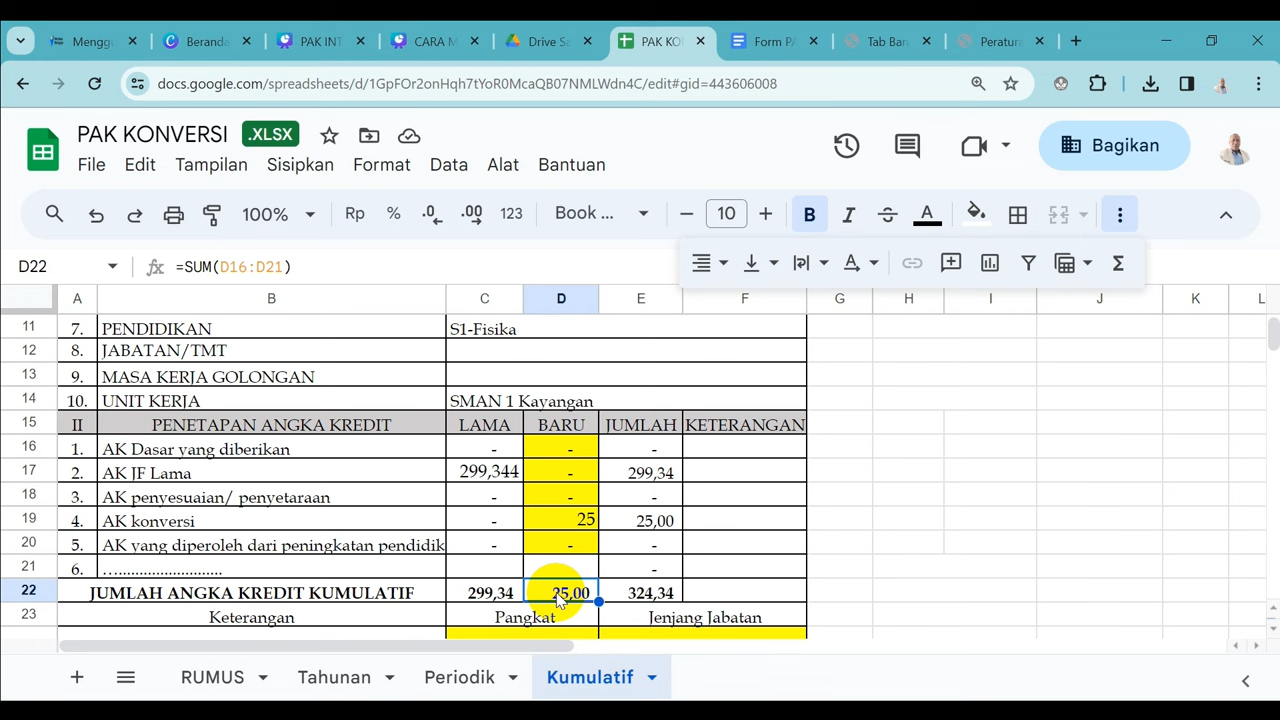 Menggu
Beranda
PAK INT
CARA M
Drive Sa
PAK KO
Form PA
Tab Bar
Peratura
docs.google.com/spreadsheets/d/1GpFOr2onHqh7tYoR0McaQB07NMLWdn4C/edit#gid=443606008
PAK KONVERSI .XLSX
File Edit Tampilan Sisipkan Format Data Alat Bantuan
Bagikan
100% Rp % .0 .00 123 Book ... 10 B I S A
D22 fx =SUM(D16:D21)
A B C D E F G H I J K L
11 7. PENDIDIKAN S1-Fisika
12 8. JABATAN/TMT
13 9. MASA KERJA GOLONGAN
14 10. UNIT KERJA SMAN 1 Kayangan
15 II PENETAPAN ANGKA KREDIT LAMA BARU JUMLAH KETERANGAN
16 1. AK Dasar yang diberikan - - -
17 2. AK JF Lama 299,344 - 299,34
18 3. AK penyesuaian/ penyetaraan - - -
19 4. AK konversi - 25 25,00
20 5. AK yang diperoleh dari peningkatan pendidik - - -
21 6. ............................ -
22 JUMLAH ANGKA KREDIT KUMULATIF 299,34 25,00 324,34
23 Keterangan Pangkat Jenjang Jabatan
RUMUS Tahunan Periodik Kumulatif